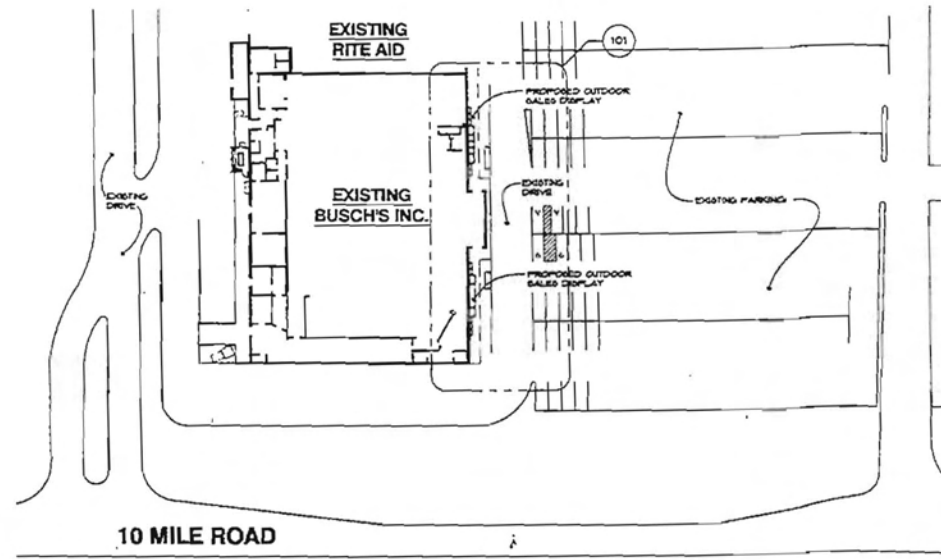 EXISTING
RITE AID
101
PROPOSED OUTDOOR
SALES DISPLAY
EXISTING
DRIVE
EXISTING
BUSCH'S INC.
EXISTING
DRIVE
EXISTING PARKING
PROPOSED OUTDOOR
SALES DISPLAY
10 MILE ROAD